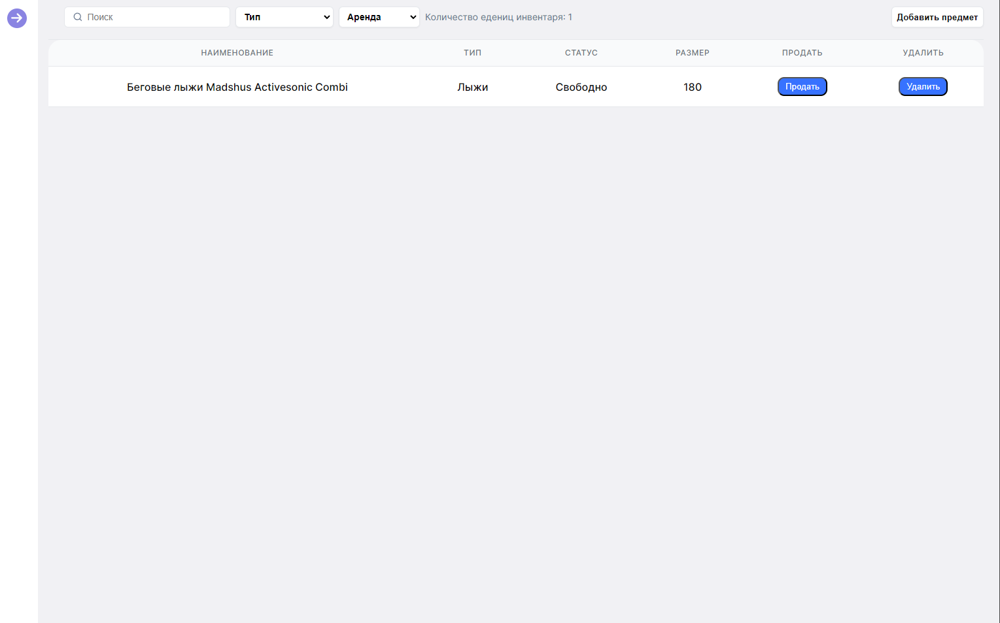 Поиск Тип Аренда Количество едениц инвентаря: 1 Добавить предмет
НАИМЕНОВАНИЕ ТИП СТАТУС РАЗМЕР ПРОДАТЬ УДАЛИТЬ
Беговые лыжи Madshus Activesonic Combi Лыжи Свободно 180 Продать Удалить